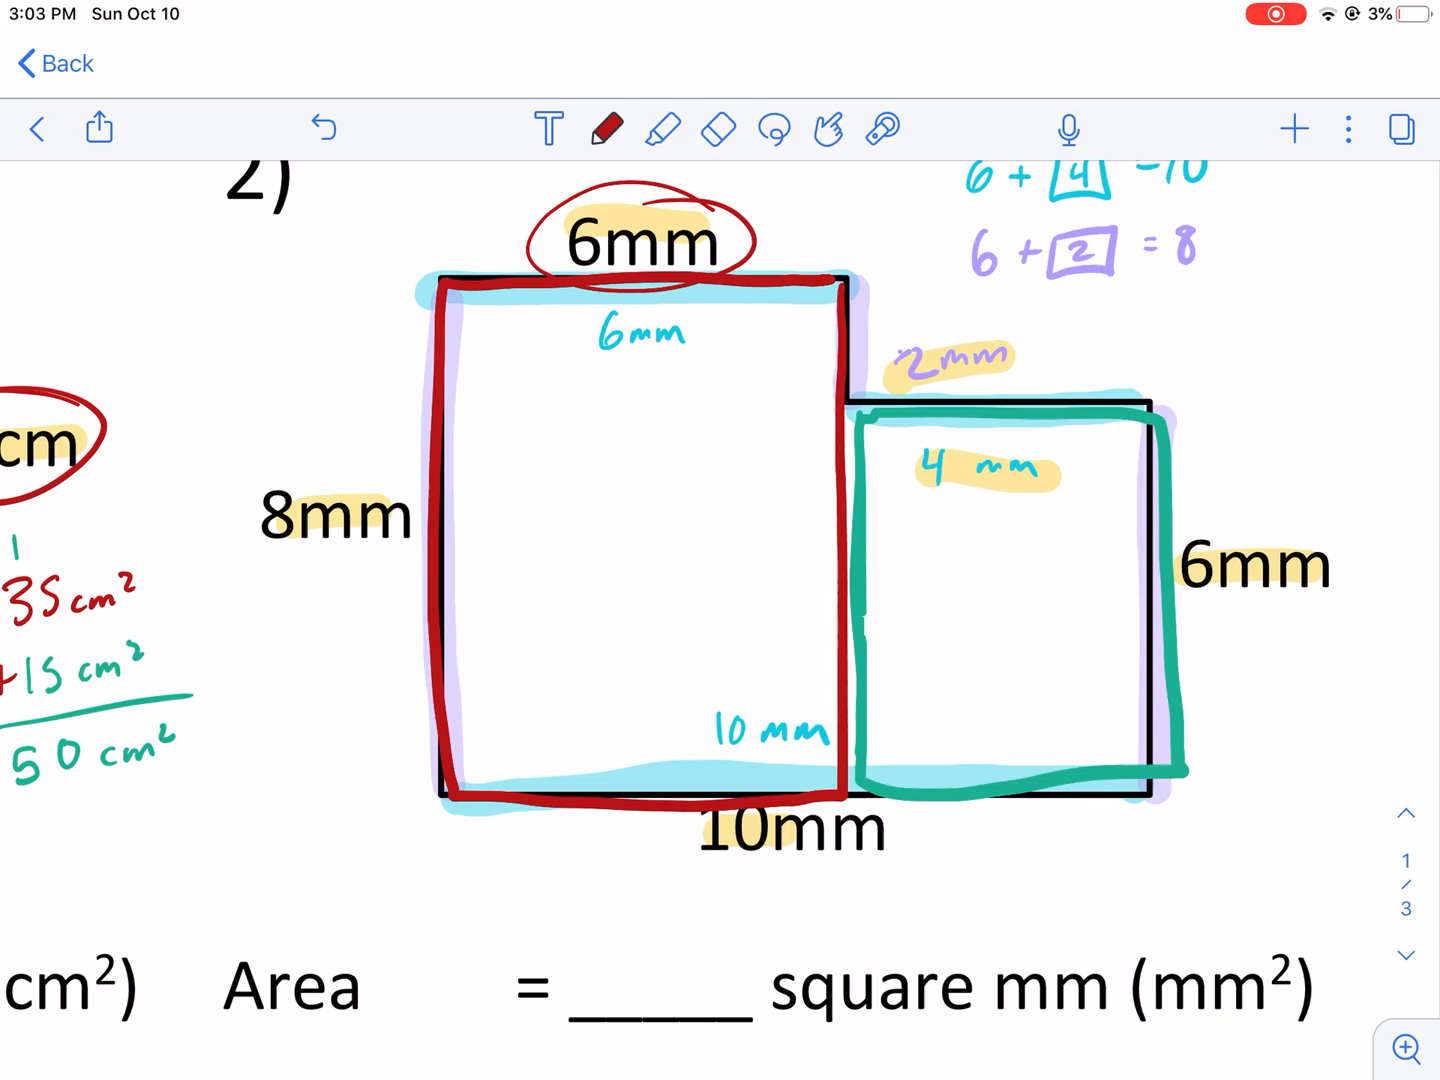 3:03 PM Sun Oct 10
3%
Back
T
2)
6 + 4 = 10
6mm
6 + 2 = 8
6mm
2mm
cm
4 mm
8mm
6mm
1
35 cm²
+15 cm²
50 cm²
10 mm
10mm
1
/
3
cm²) Area = _____ square mm (mm²)